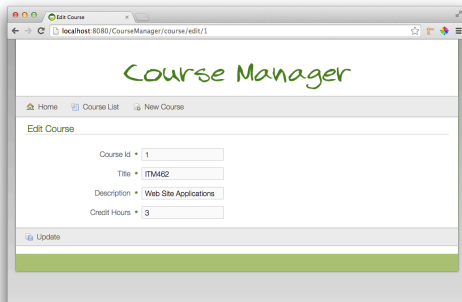 Edit Course
localhost:8080/CourseManager/course/edit/1
Course Manager
Home Course List New Course
Edit Course
Course Id * 1
Title * ITM462
Description * Web Site Applications
Credit Hours * 3
Update